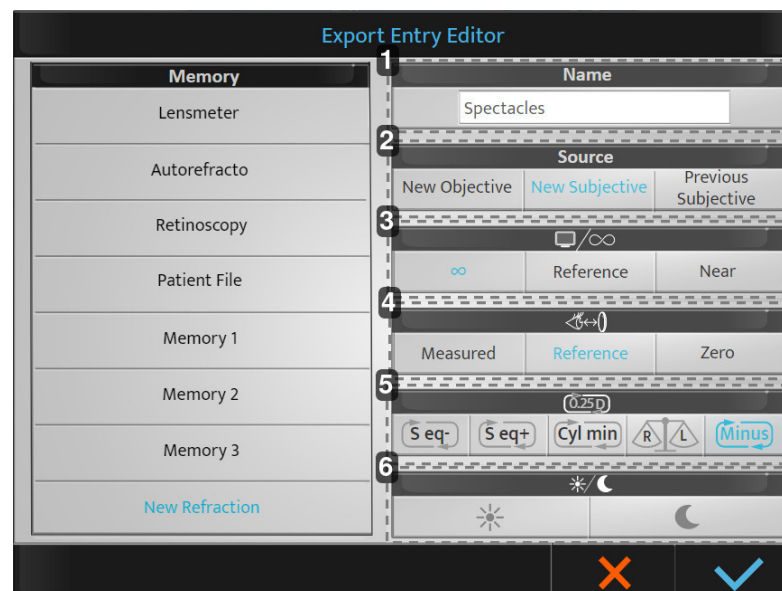 Export Entry Editor
Memory
Lensmeter
Autorefracto
Retinoscopy
Patient File
Memory 1
Memory 2
Memory 3
New Refraction
1
Name
Spectacles
2
Source
New Objective New Subjective Previous Subjective
3
/∞
∞ Reference Near
4
Measured Reference Zero
5
0.25D
S eq- S eq+ Cyl min R L Minus
6
/